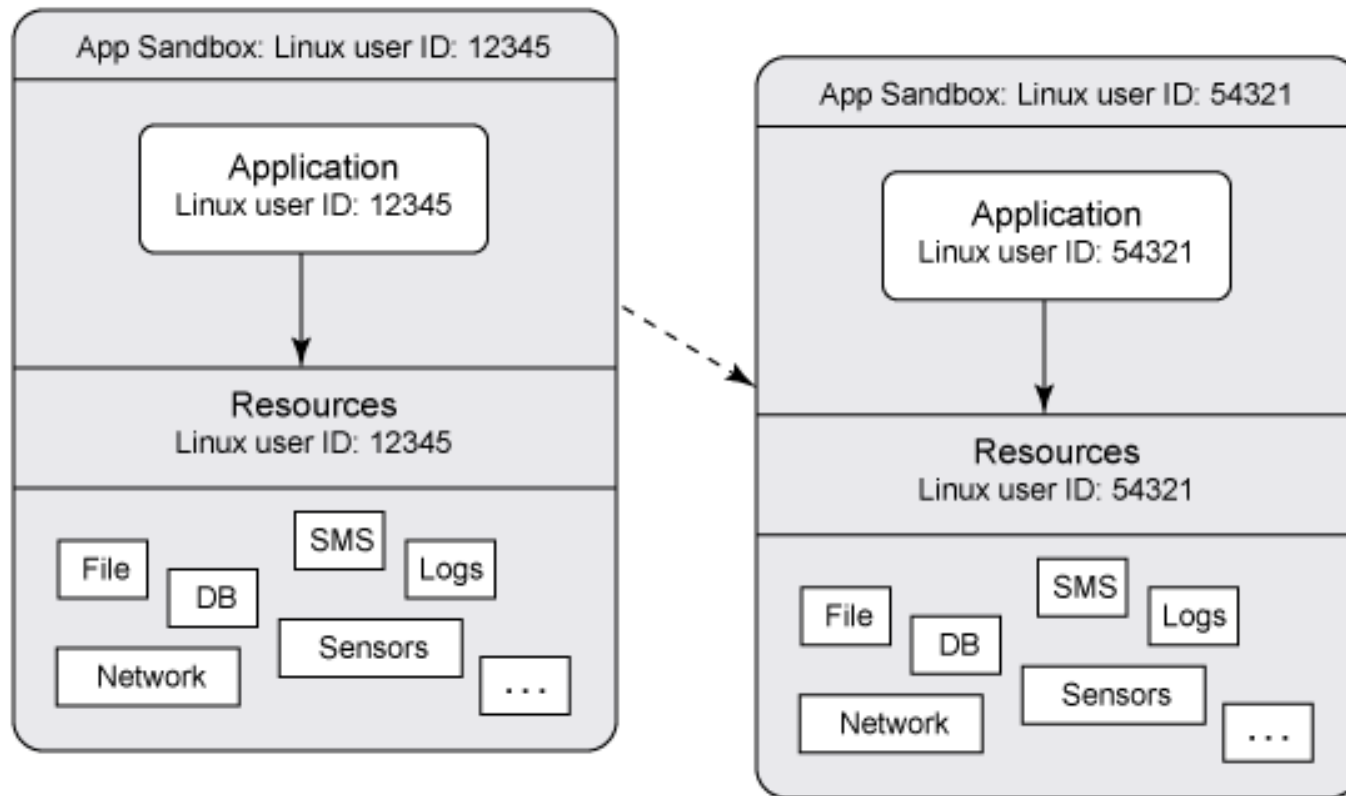 App Sandbox: Linux user ID: 12345
Application
Linux user ID: 12345
Resources
Linux user ID: 12345
File
DB
SMS
Logs
Network
Sensors
...
App Sandbox: Linux user ID: 54321
Application
Linux user ID: 54321
Resources
Linux user ID: 54321
File
DB
SMS
Logs
Network
Sensors
...